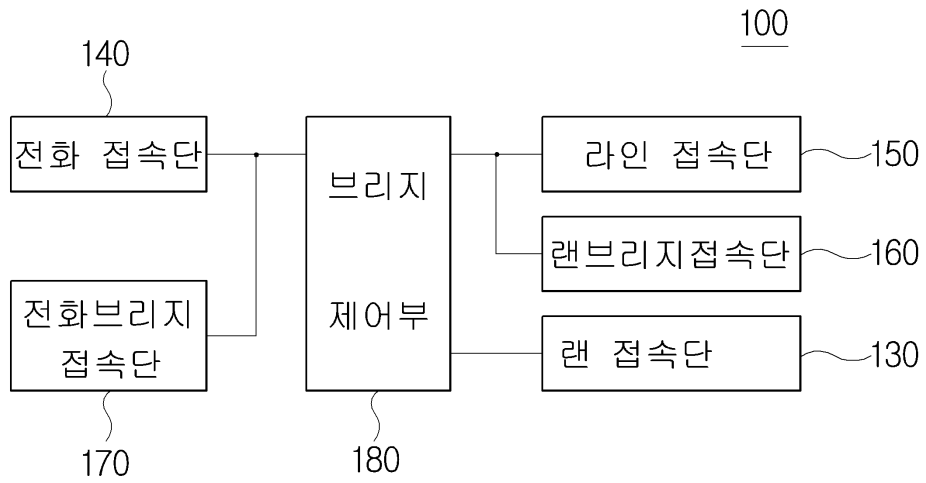 100
140
전화 접속단
브리지
제어부
라인 접속단
150
랜브리지접속단
160
전화브리지
접속단
랜 접속단
130
170
180